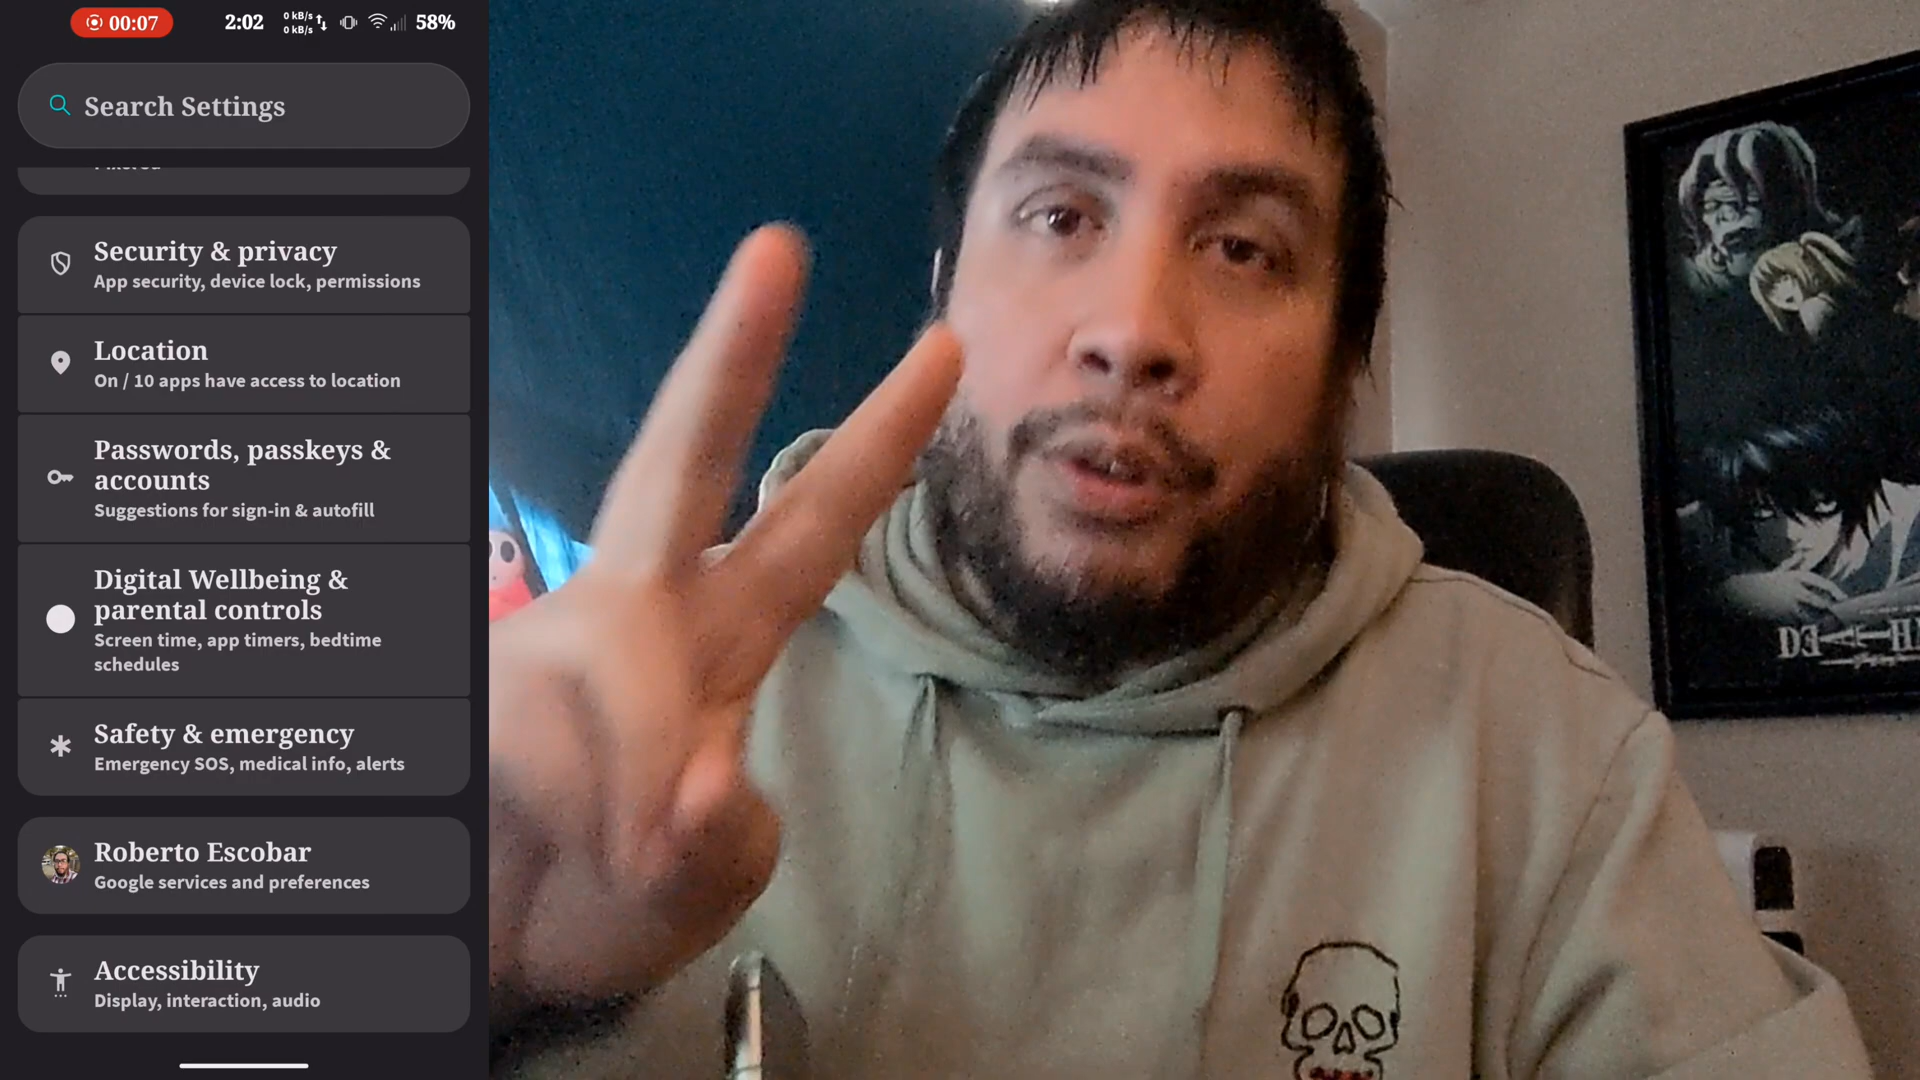 00:07
2:02
0 kB/s
0 kB/s
58%
Search Settings
Security & privacy
App security, device lock, permissions
Location
On / 10 apps have access to location
Passwords, passkeys &
accounts
Suggestions for sign-in & autofill
Digital Wellbeing &
parental controls
Screen time, app timers, bedtime
schedules
Safety & emergency
Emergency SOS, medical info, alerts
Roberto Escobar
Google services and preferences
Accessibility
Display, interaction, audio